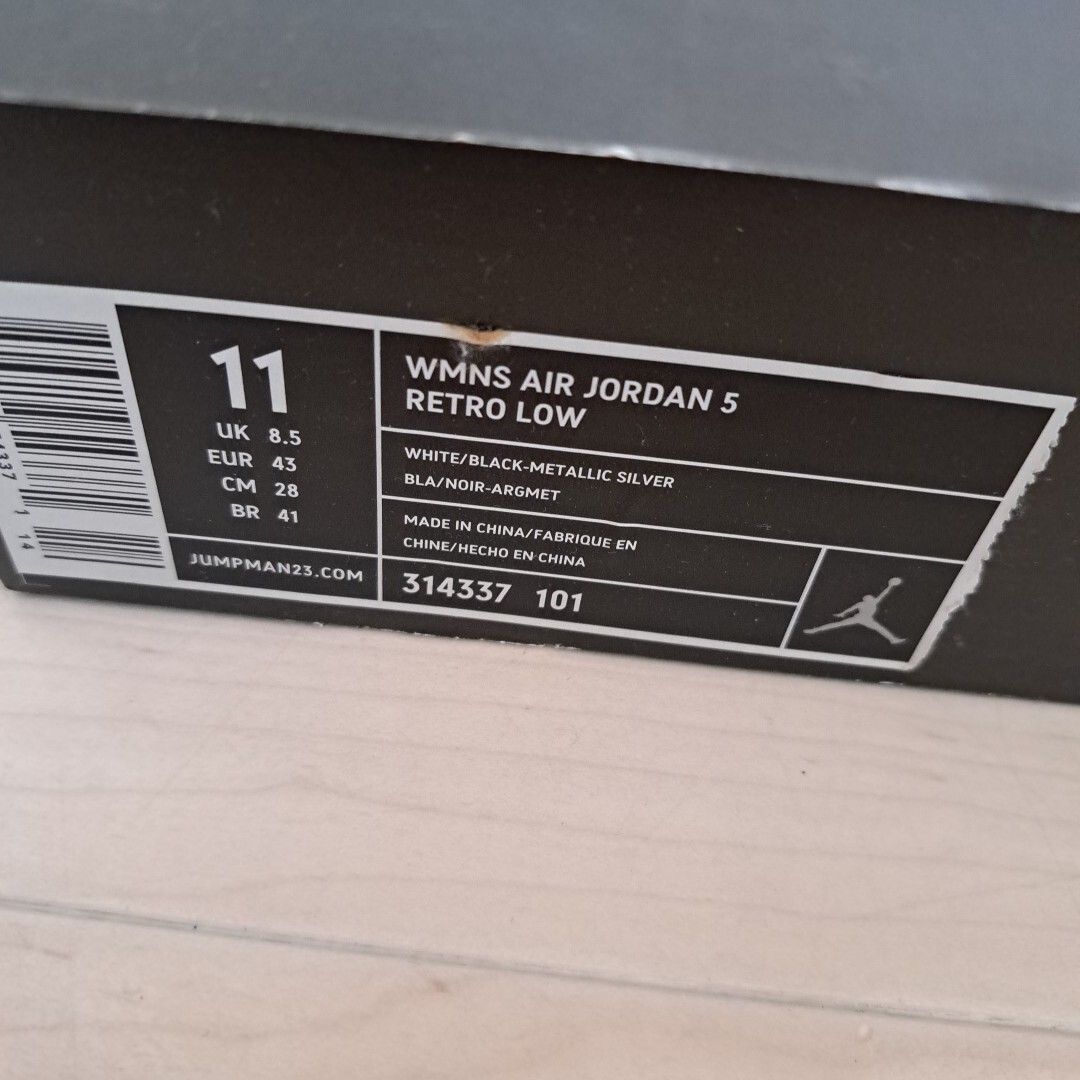 11
UK 8.5
EUR 43
CM 28
BR 41
JUMPMAN23.COM
WMNS AIR JORDAN 5
RETRO LOW
WHITE/BLACK-METALLIC SILVER
BLA/NOIR-ARGMET
MADE IN CHINA/FABRIQUE EN
CHINE/HECHO EN CHINA
314337 101